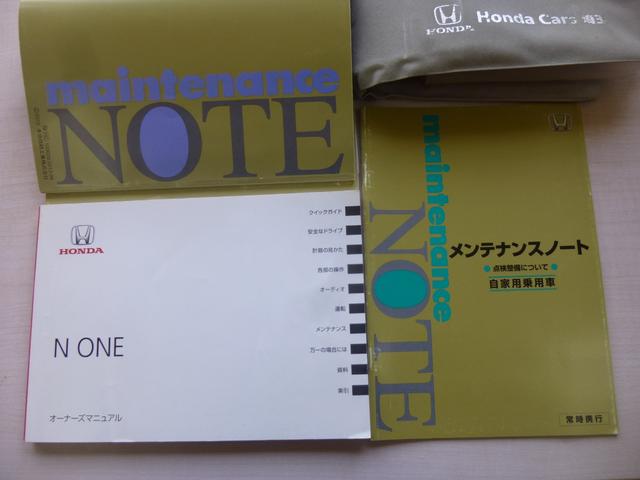 maintenance
NOTE
HONDA
Honda Cars 埼玉
HONDA
N ONE
オーナーズマニュアル
クイックガイド
安全なドライブ
計器の見かた
各部の操作
オーディオ
運転
メンテナンス
万一の場合には
資料
索引
maintenance
NOTE
メンテナンスノート
点検整備について
自家用乗用車
常時携行